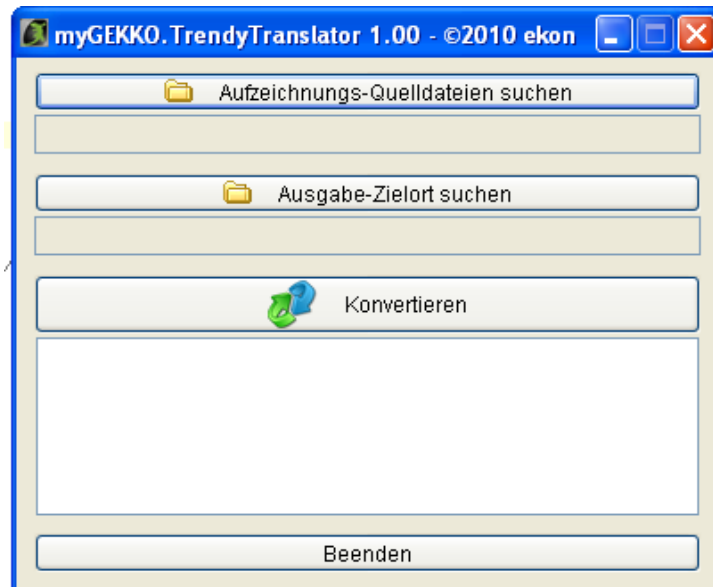 myGEKKO.TrendyTranslator 1.00 - ©2010 ekon
Aufzeichnungs-Quelldateien suchen
Ausgabe-Zielort suchen
Konvertieren
Beenden